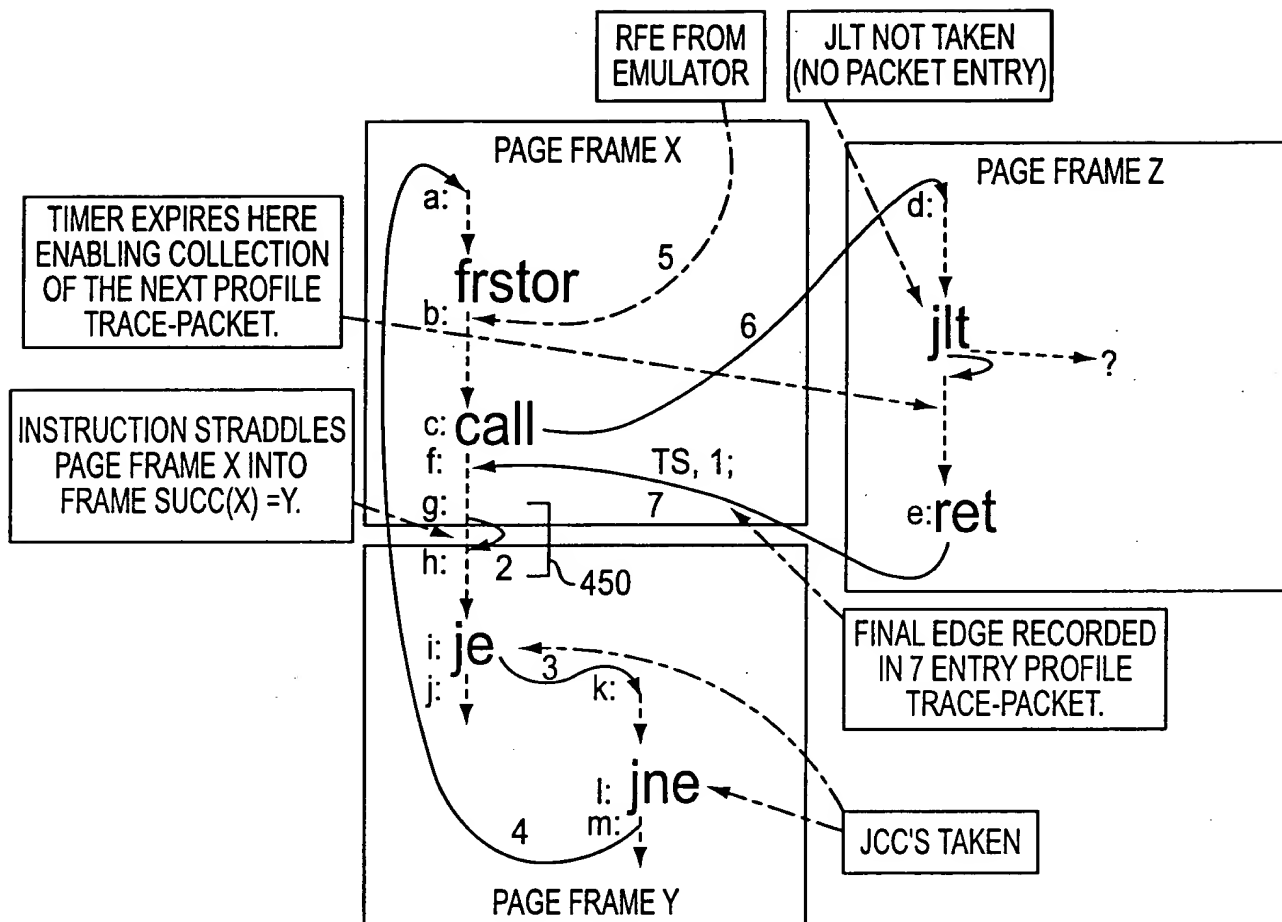 RFE FROM
EMULATOR
JLT NOT TAKEN
(NO PACKET ENTRY)
PAGE FRAME X
PAGE FRAME Z
TIMER EXPIRES HERE
ENABLING COLLECTION
OF THE NEXT PROFILE
TRACE-PACKET.
a:
frstor
b:
5
6
d:
jlt
?
INSTRUCTION STRADDLES
PAGE FRAME X INTO
FRAME SUCC(X) =Y.
c: call
f:
TS, 1;
7
g:
e: ret
h:
2
450
i: je
3
j:
k:
FINAL EDGE RECORDED
IN 7 ENTRY PROFILE
TRACE-PACKET.
l: jne
m:
4
JCC'S TAKEN
PAGE FRAME Y